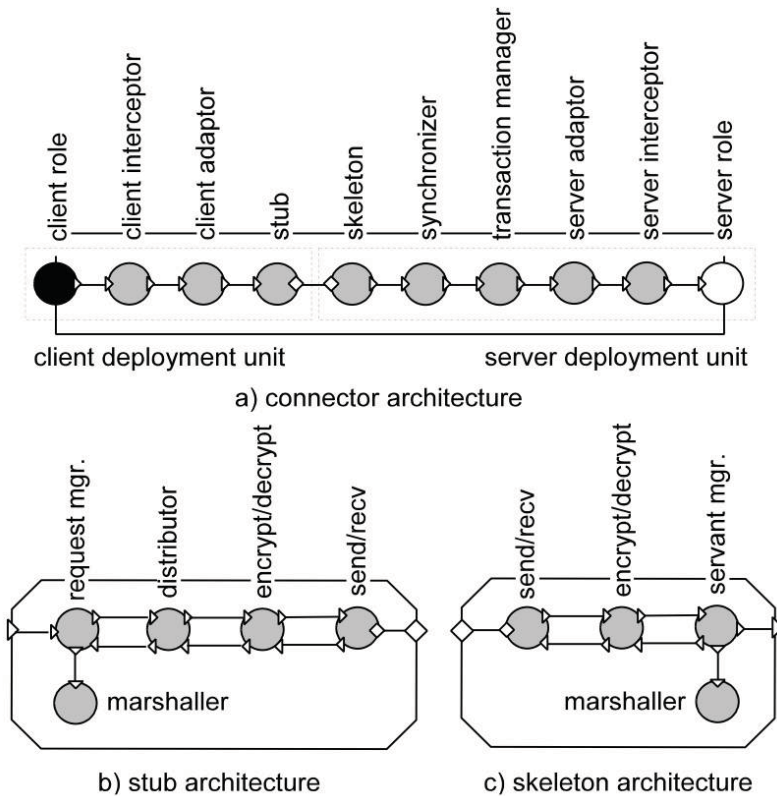 client role
client interceptor
client adaptor
stub
skeleton
synchronizer
transaction manager
server adaptor
server interceptor
server role
client deployment unit
server deployment unit
a) connector architecture
request mgr.
distributor
encrypt/decrypt
send/recv
marshaller
b) stub architecture
send/recv
encrypt/decrypt
servant mgr.
marshaller
c) skeleton architecture